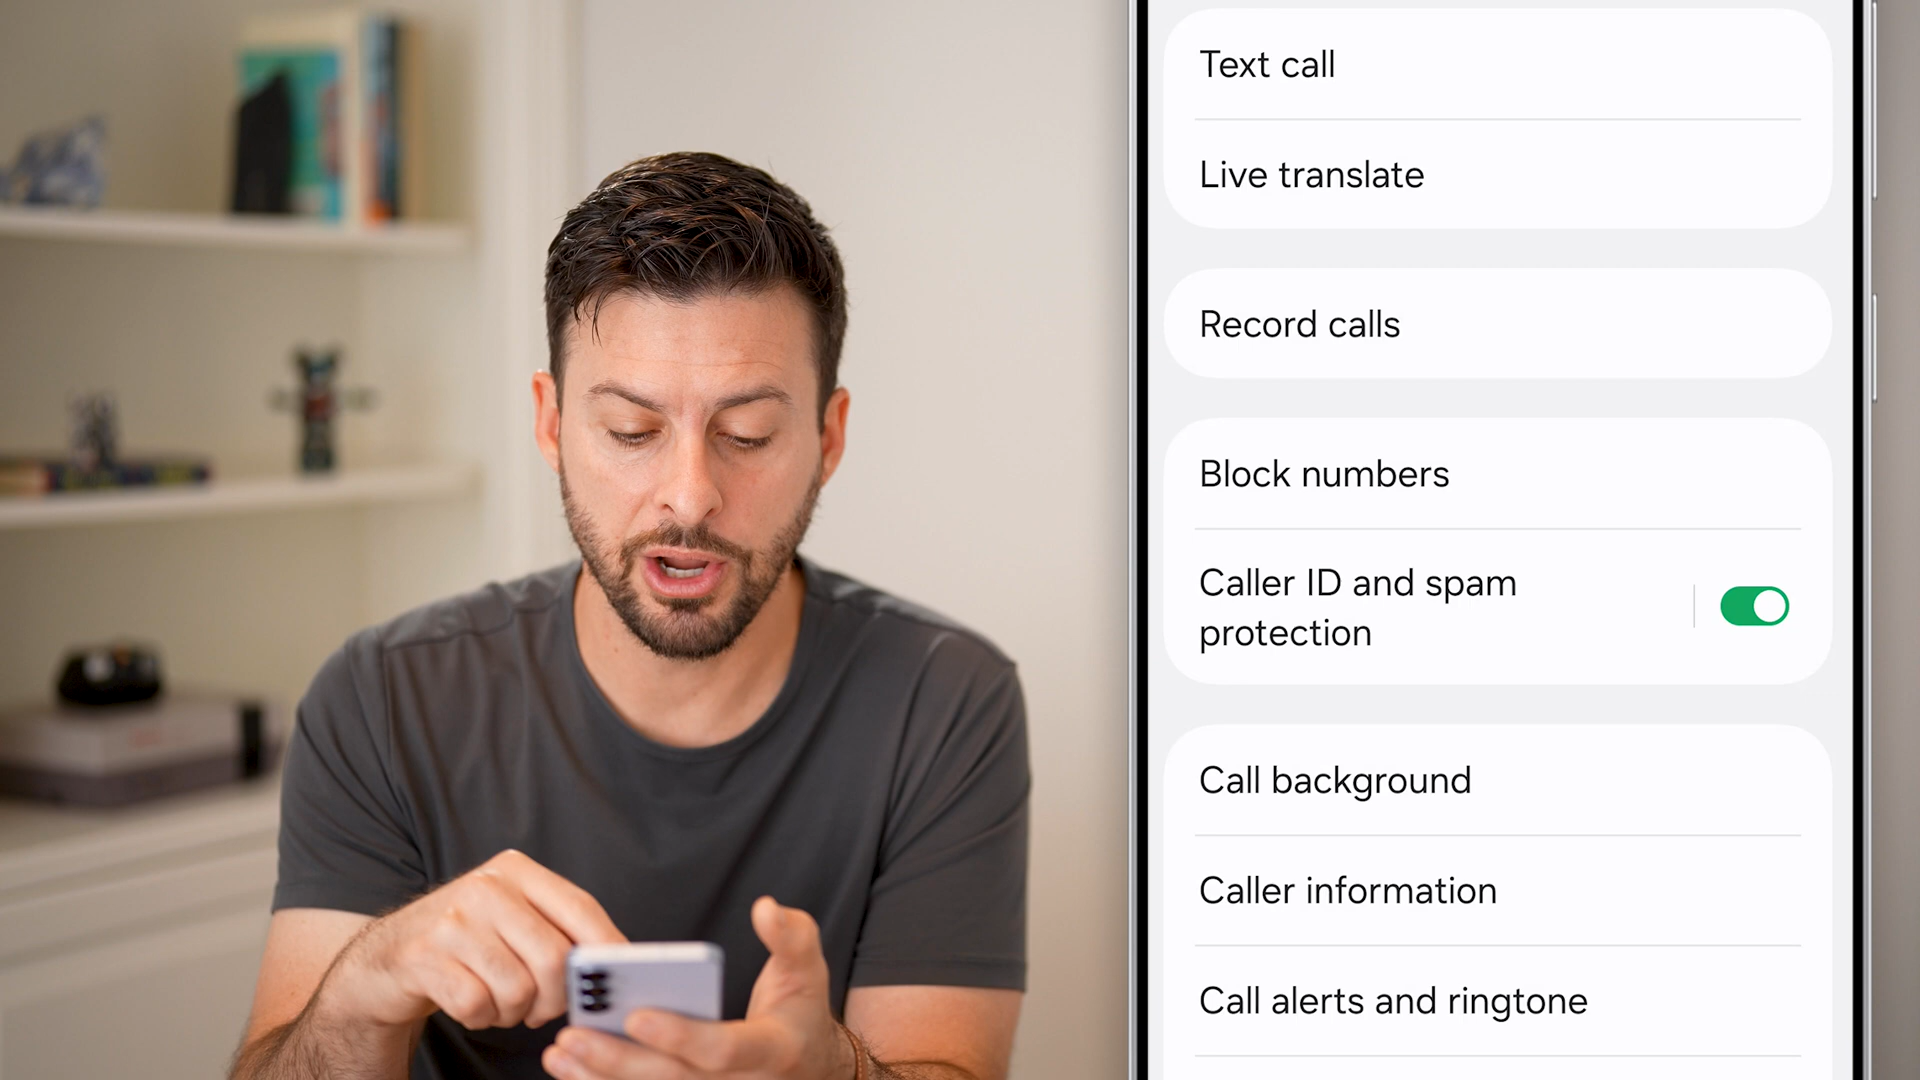 Text call
Live translate
Record calls
Block numbers
Caller ID and spam
protection
Call background
Caller information
Call alerts and ringtone